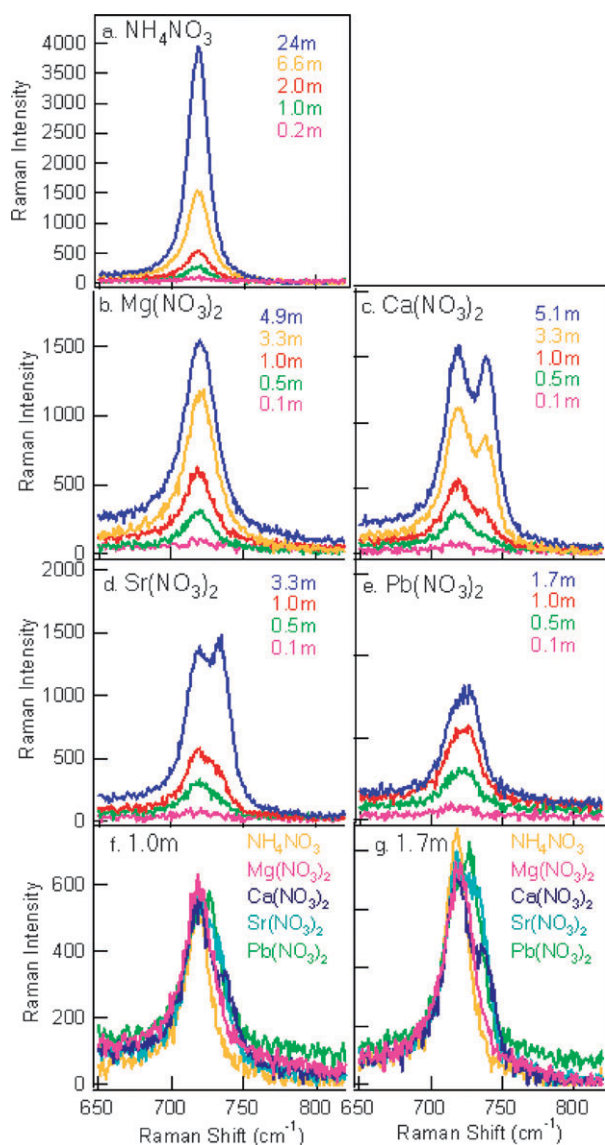 a. NH₄NO₃
24m
6.6m
2.0m
1.0m
0.2m
4000
3500
3000
2500
2000
1500
1000
500
0
Raman Intensity
b. Mg(NO₃)₂
4.9m
3.3m
1.0m
0.5m
0.1m
1500
1000
500
0
Raman Intensity
c. Ca(NO₃)₂
5.1m
3.3m
1.0m
0.5m
0.1m
d. Sr(NO₃)₂
3.3m
1.0m
0.5m
0.1m
2000
1500
1000
500
0
Raman Intensity
e. Pb(NO₃)₂
1.7m
1.0m
0.5m
0.1m
f. 1.0m
NH₄NO₃
Mg(NO₃)₂
Ca(NO₃)₂
Sr(NO₃)₂
Pb(NO₃)₂
600
400
200
0
Raman Intensity
650 700 750 800
Raman Shift (cm⁻¹)
g. 1.7m
NH₄NO₃
Mg(NO₃)₂
Ca(NO₃)₂
Sr(NO₃)₂
Pb(NO₃)₂
650 700 750 800
Raman Shift (cm⁻¹)